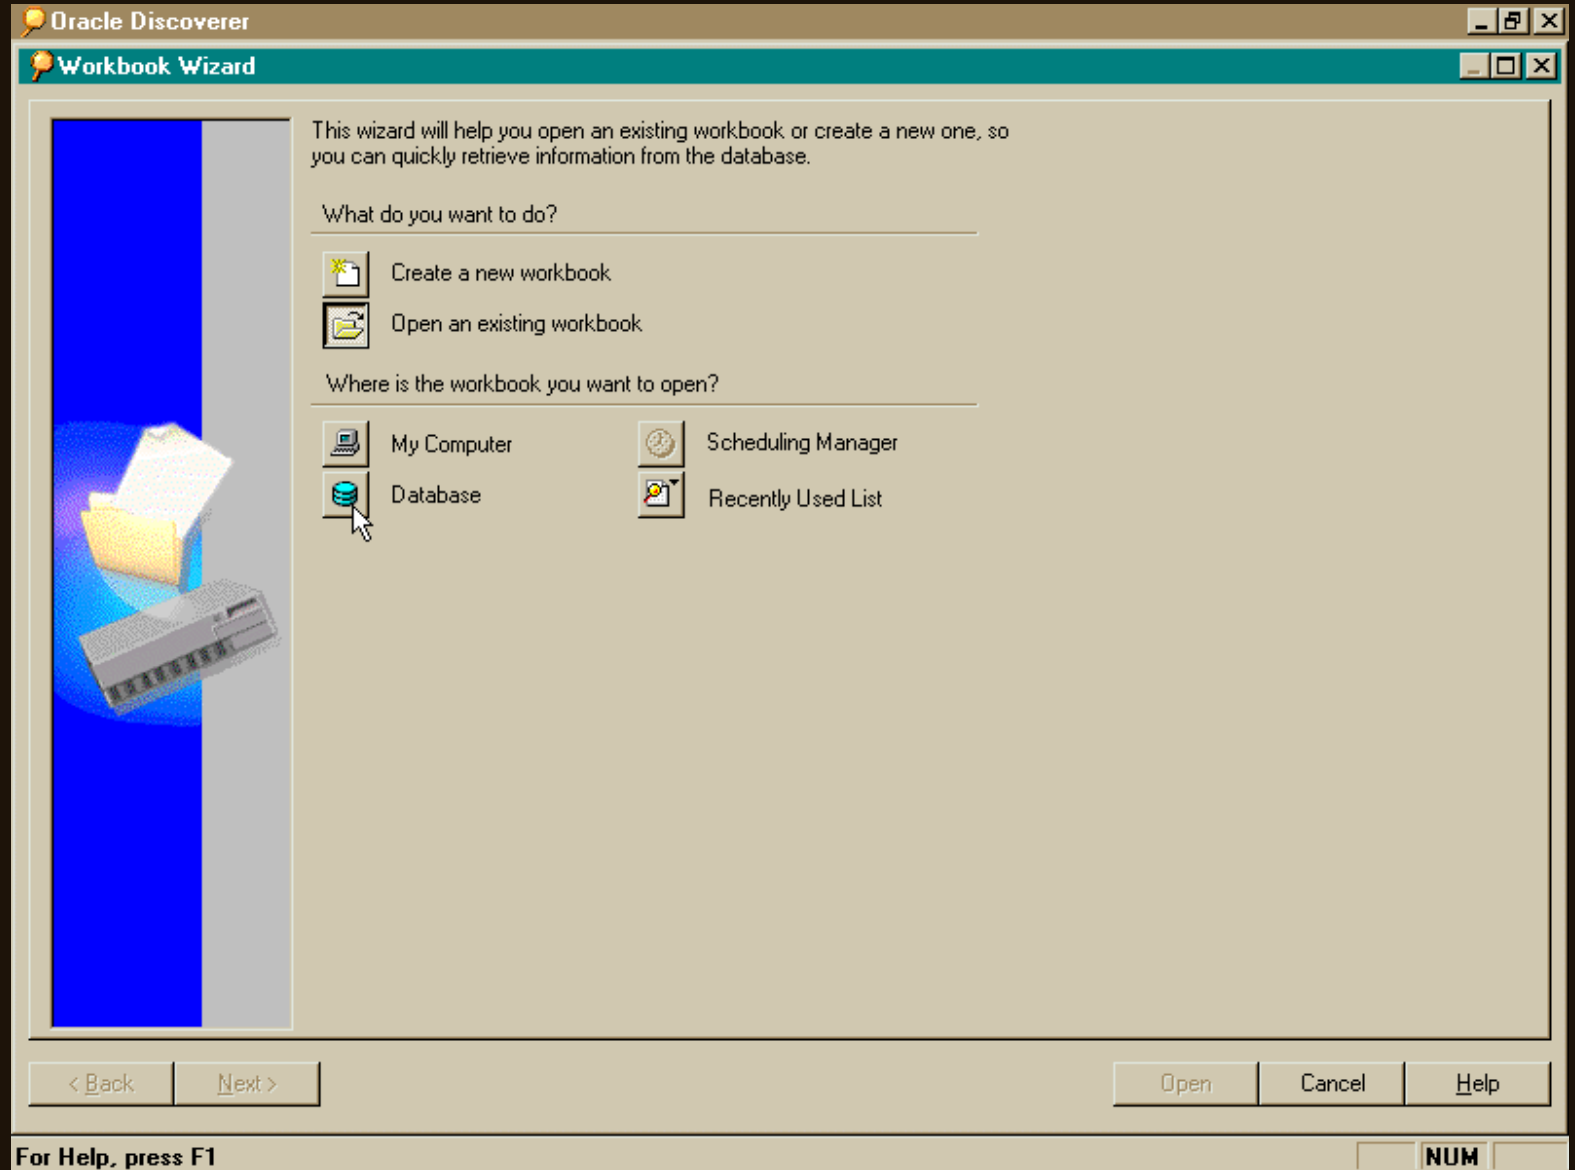 Oracle Discoverer
Workbook Wizard
This wizard will help you open an existing workbook or create a new one, so
you can quickly retrieve information from the database.
What do you want to do?
Create a new workbook
Open an existing workbook
Where is the workbook you want to open?
My Computer
Scheduling Manager
Database
Recently Used List
< Back
Next >
Open
Cancel
Help
For Help, press F1
NUM